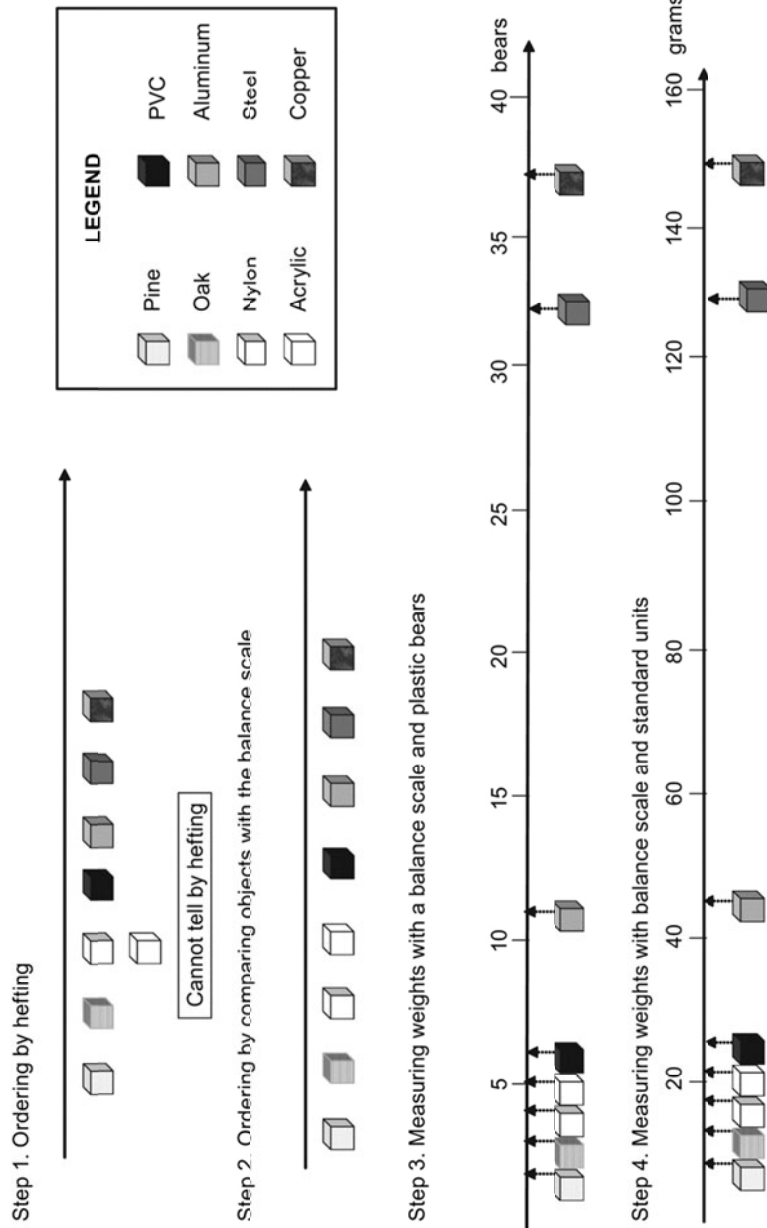 Step 1. Ordering by hefting
Cannot tell by hefting
LEGEND
Pine
PVC
Oak
Aluminum
Nylon
Steel
Acrylic
Copper
Step 2. Ordering by comparing objects with the balance scale
Step 3. Measuring weights with a balance scale and plastic bears
5 10 15 20 25 30 35 40 bears
Step 4. Measuring weights with balance scale and standard units
20 40 60 80 100 120 140 160 grams